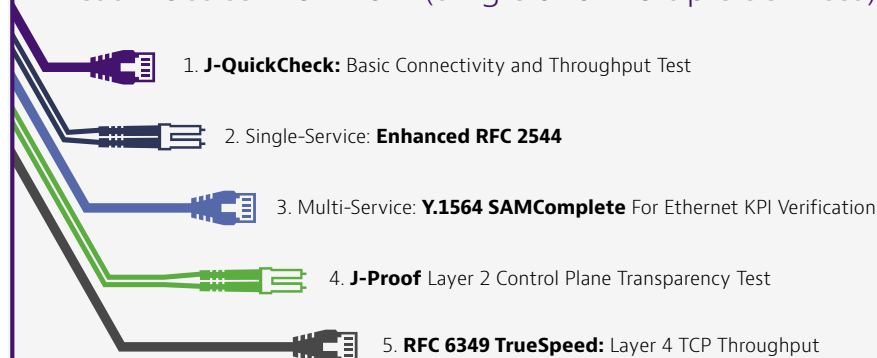 1. J-QuickCheck: Basic Connectivity and Throughput Test
2. Single-Service: Enhanced RFC 2544
3. Multi-Service: Y.1564 SAMComplete For Ethernet KPI Verification
4. J-Proof Layer 2 Control Plane Transparency Test
5. RFC 6349 TrueSpeed: Layer 4 TCP Throughput